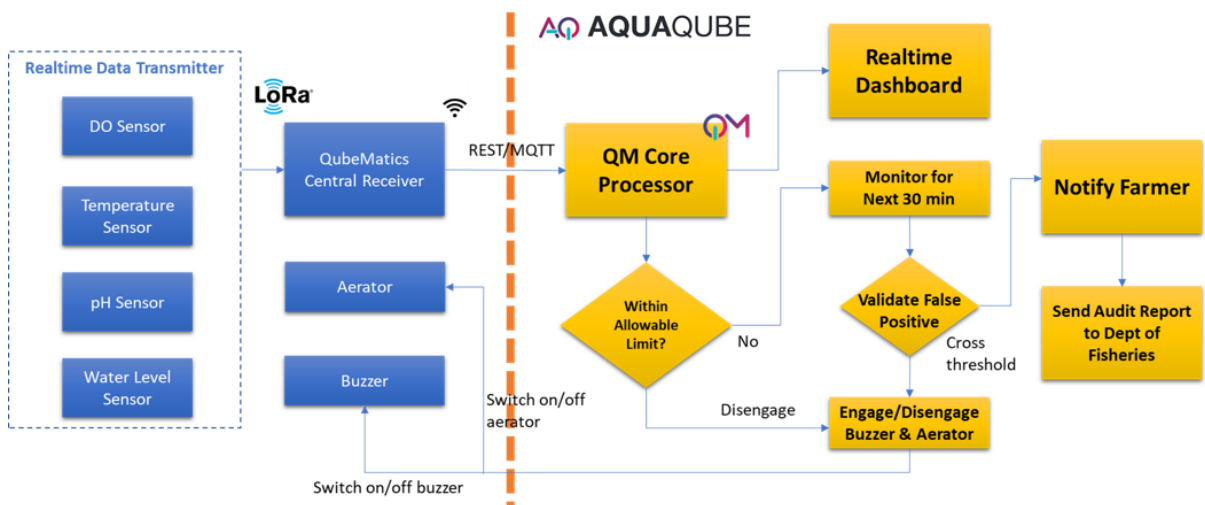 AQ AQUAQUBE
Realtime Data Transmitter
DO Sensor
Temperature
Sensor
pH Sensor
Water Level
Sensor
LoRa®
QubeMatics
Central Receiver
REST/MQTT
Aerator
Buzzer
Switch on/off
aerator
Switch on/off buzzer
QM
QM Core
Processor
Within
Allowable
Limit?
No
Disengage
Realtime
Dashboard
Monitor for
Next 30 min
Validate False
Positive
Cross
threshold
Engage/Disengage
Buzzer & Aerator
Notify Farmer
Send Audit Report
to Dept of
Fisheries